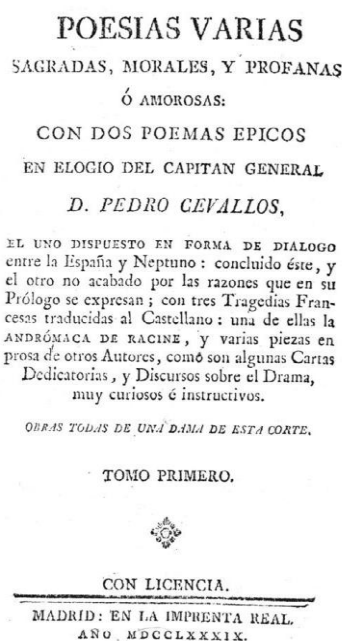 POESIAS VARIAS
SAGRADAS, MORALES, Y PROFANAS
Ó AMOROSAS:
CON DOS POEMAS EPICOS
EN ELOGIO DEL CAPITAN GENERAL
D. PEDRO CEVALLOS,
EL UNO DISPUESTO EN FORMA DE DIALOGO
entre la España y Neptuno: concluido éste, y
el otro no acabado por las razones que en su
Prólogo se expresan; con tres Tragedias Fran-
cesas traducidas al Castellano: una de ellas la
ANDRÓMACA DE RACINE, y varias piezas en
prosa de otros Autores, como son algunas Cartas
Dedicatorias, y Discursos sobre el Drama,
muy curiosos é instructivos.
OBRAS TODAS DE UNA DAMA DE ESTA CORTE.
TOMO PRIMERO.
CON LICENCIA.
MADRID: EN LA IMPRENTA REAL.
AÑO MDCCLXXXIX.